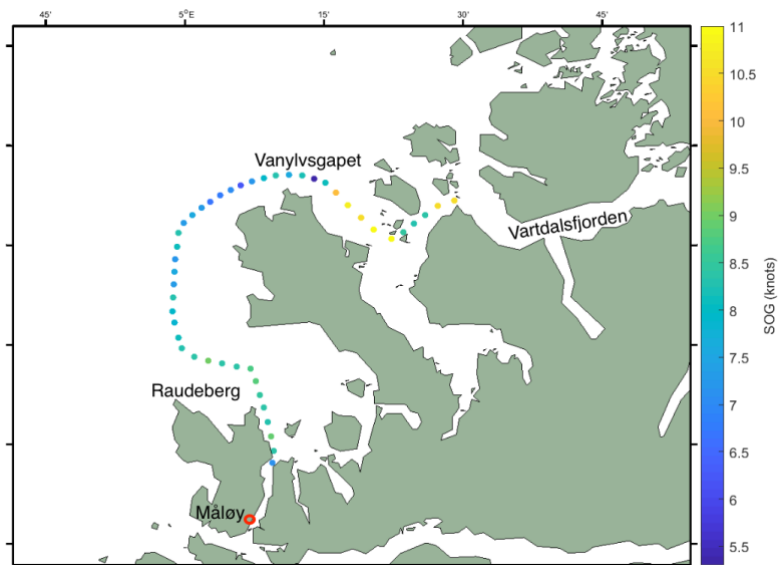 45' 5°E 15' 30' 45'
11
10.5
10
9.5
9
8.5
8
7.5
7
6.5
6
5.5
SOG (knots)
Vanylvsgapet
Vartdalsfjorden
Raudeberg
Måløy